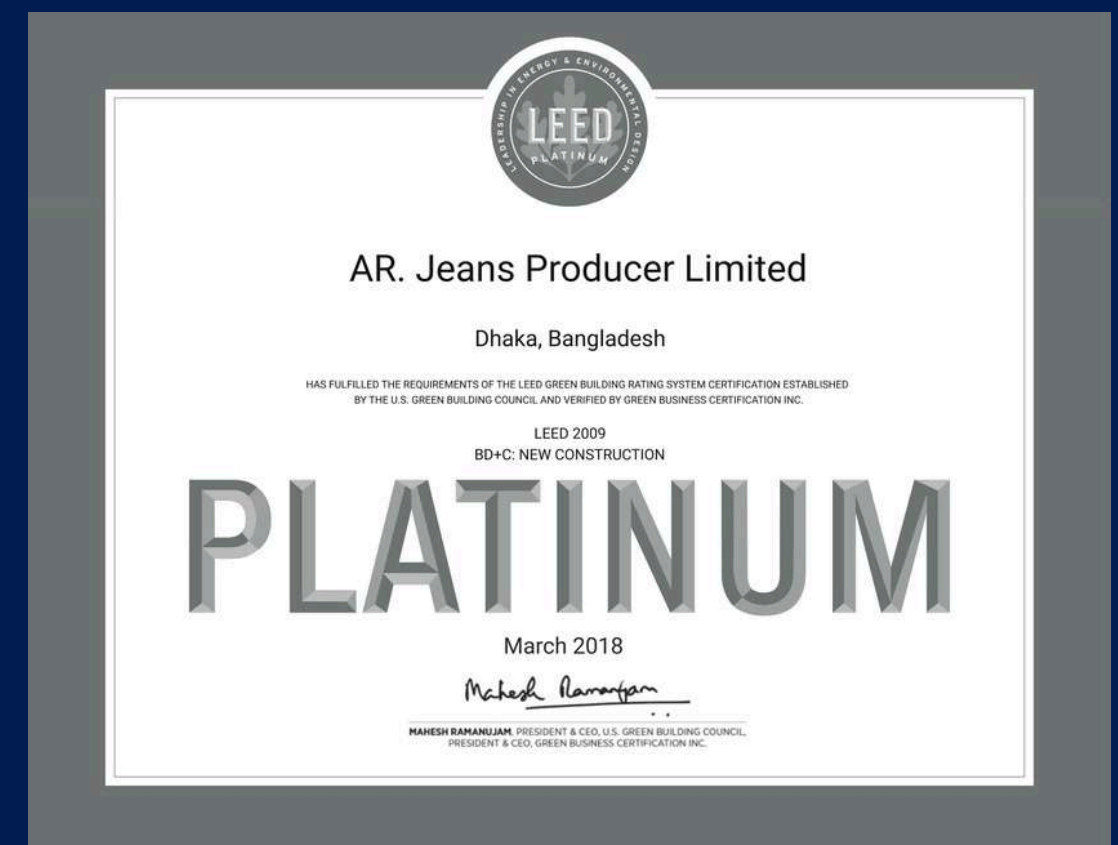 LEADERSHIP IN ENERGY & ENVIRONMENTAL DESIGN
LEED
PLATINUM
AR. Jeans Producer Limited
Dhaka, Bangladesh
HAS FULFILLED THE REQUIREMENTS OF THE LEED GREEN BUILDING RATING SYSTEM CERTIFICATION ESTABLISHED
BY THE U.S. GREEN BUILDING COUNCIL AND VERIFIED BY GREEN BUSINESS CERTIFICATION INC.
LEED 2009
BD+C: NEW CONSTRUCTION
PLATINUM
March 2018
Mahesh Ramanujam
MAHESH RAMANUJAM, PRESIDENT & CEO, U.S. GREEN BUILDING COUNCIL,
PRESIDENT & CEO, GREEN BUSINESS CERTIFICATION INC.